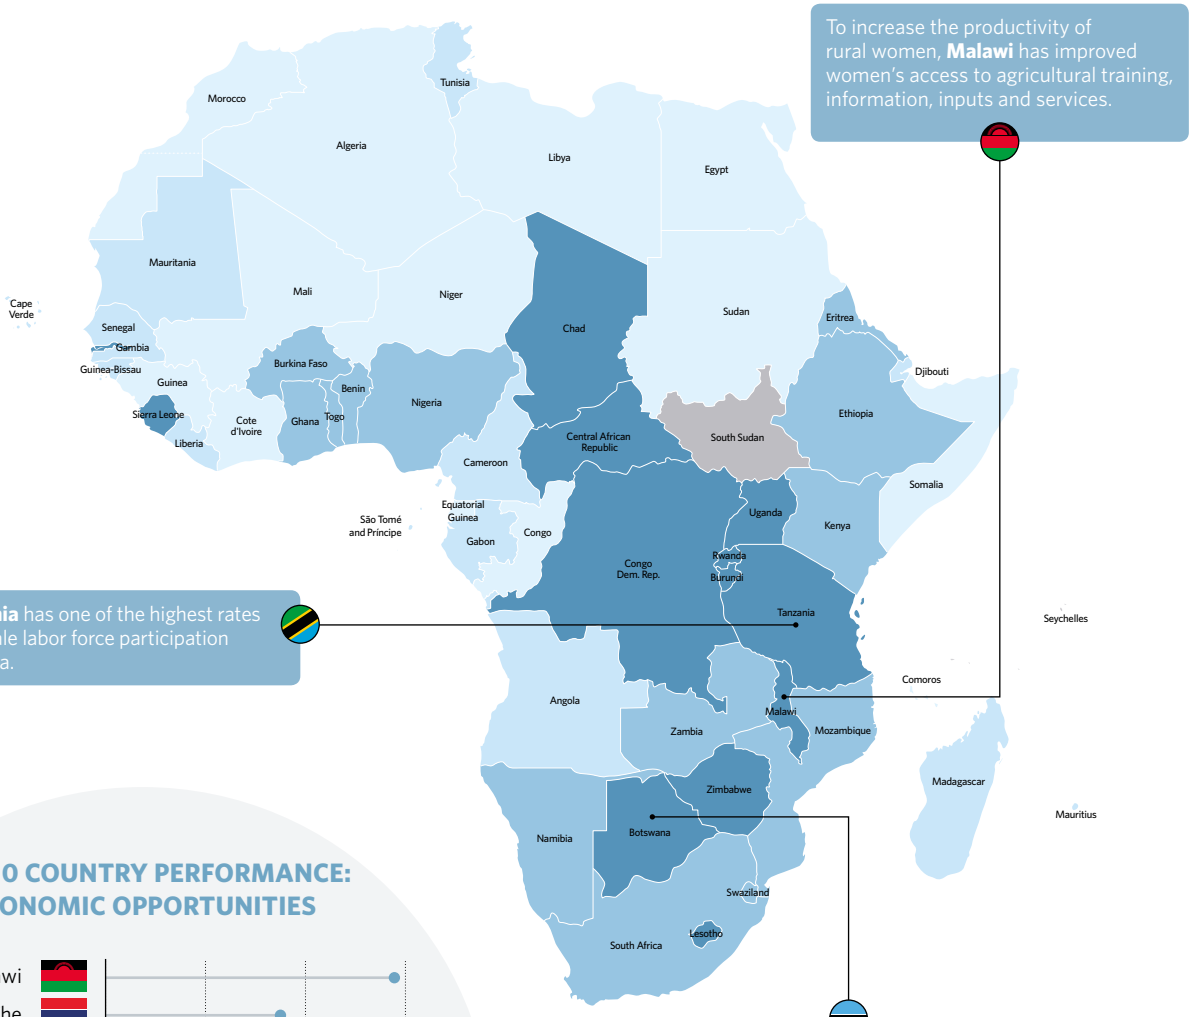 To increase the productivity of
rural women, Malawi has improved
women's access to agricultural training,
information, inputs and services.
Tunisia
Morocco
Algeria
Libya
Egypt
Mauritania
Mali
Niger
Chad
Sudan
Eritrea
Cape
Verde
Senegal
Gambia
Guinea-Bissau
Guinea
Sierra Leone
Liberia
Cote
d'Ivoire
Burkina Faso
Ghana
Togo
Benin
Nigeria
Djibouti
Ethiopia
Central African
Republic
South Sudan
Cameroon
Somalia
Equatorial
Guinea
São Tomé
and Príncipe
Gabon
Congo
Uganda
Kenya
Rwanda
Burundi
Congo
Dem. Rep.
Tanzania
Seychelles
nia has one of the highest rates
le labor force participation
a.
Comoros
Angola
Malawi
Zambia
Mozambique
Madagascar
Mauritius
Zimbabwe
Namibia
Botswana
Swaziland
Lesotho
South Africa
0 COUNTRY PERFORMANCE:
ONOMIC OPPORTUNITIES
wi
he